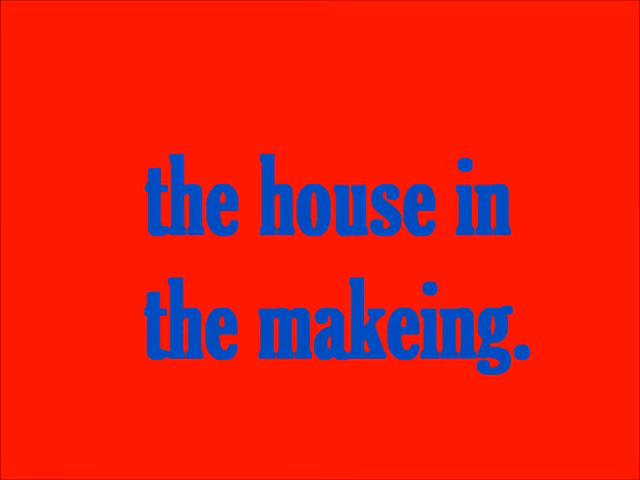 the house in
the makeing.